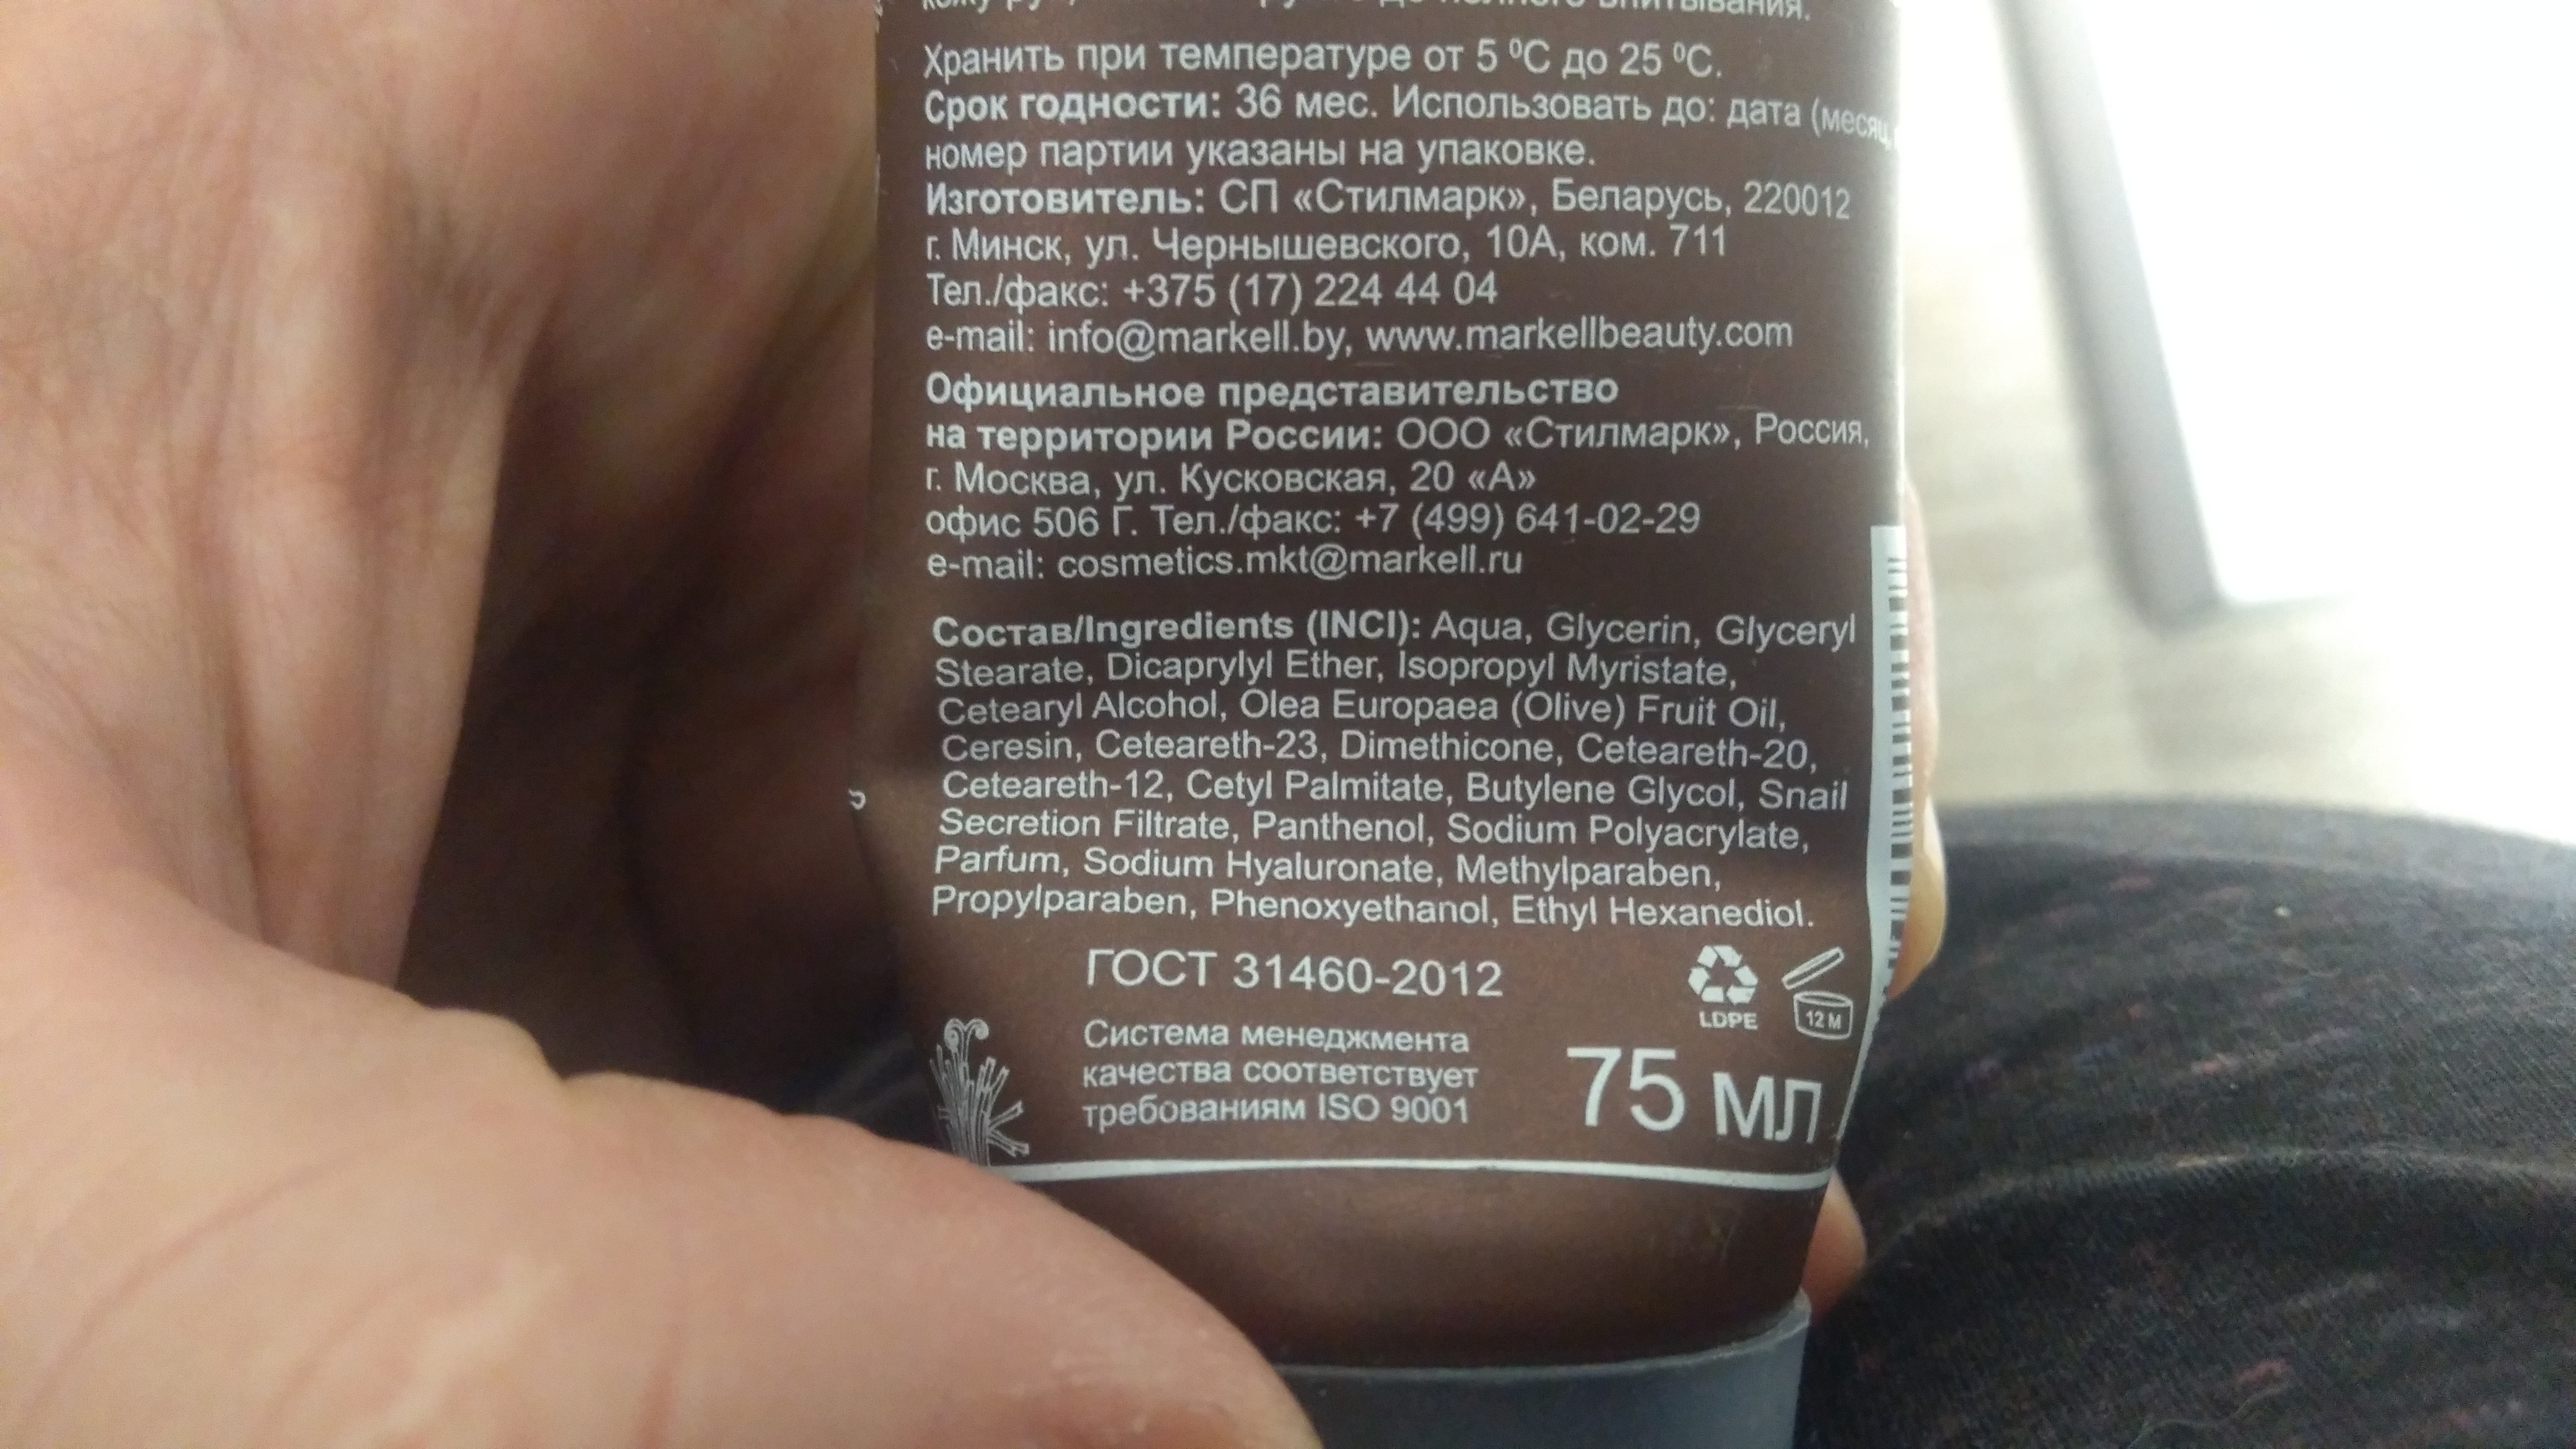 до полного впитывания.
Хранить при температуре от 5 ⁰C до 25 ⁰C.
Срок годности: 36 мес. Использовать до: дата (месяц,
номер партии указаны на упаковке.
Изготовитель: СП «Стилмарк», Беларусь, 220012
г. Минск, ул. Чернышевского, 10А, ком. 711
Тел./факс: +375 (17) 224 44 04
e-mail: info@markell.by, www.markellbeauty.com
Официальное представительство
на территории России: ООО «Стилмарк», Россия,
г. Москва, ул. Кусковская, 20 «А»
офис 506 Г. Тел./факс: +7 (499) 641-02-29
e-mail: cosmetics.mkt@markell.ru
Состав/Ingredients (INCI): Aqua, Glycerin, Glyceryl
Stearate, Dicaprylyl Ether, Isopropyl Myristate,
Cetearyl Alcohol, Olea Europaea (Olive) Fruit Oil,
Ceresin, Ceteareth-23, Dimethicone, Ceteareth-20,
Ceteareth-12, Cetyl Palmitate, Butylene Glycol, Snail
Secretion Filtrate, Panthenol, Sodium Polyacrylate,
Parfum, Sodium Hyaluronate, Methylparaben,
Propylparaben, Phenoxyethanol, Ethyl Hexanediol.
ГОСТ 31460-2012
LDPE
12 M
Система менеджмента
качества соответствует
требованиям ISO 9001
75 МЛ